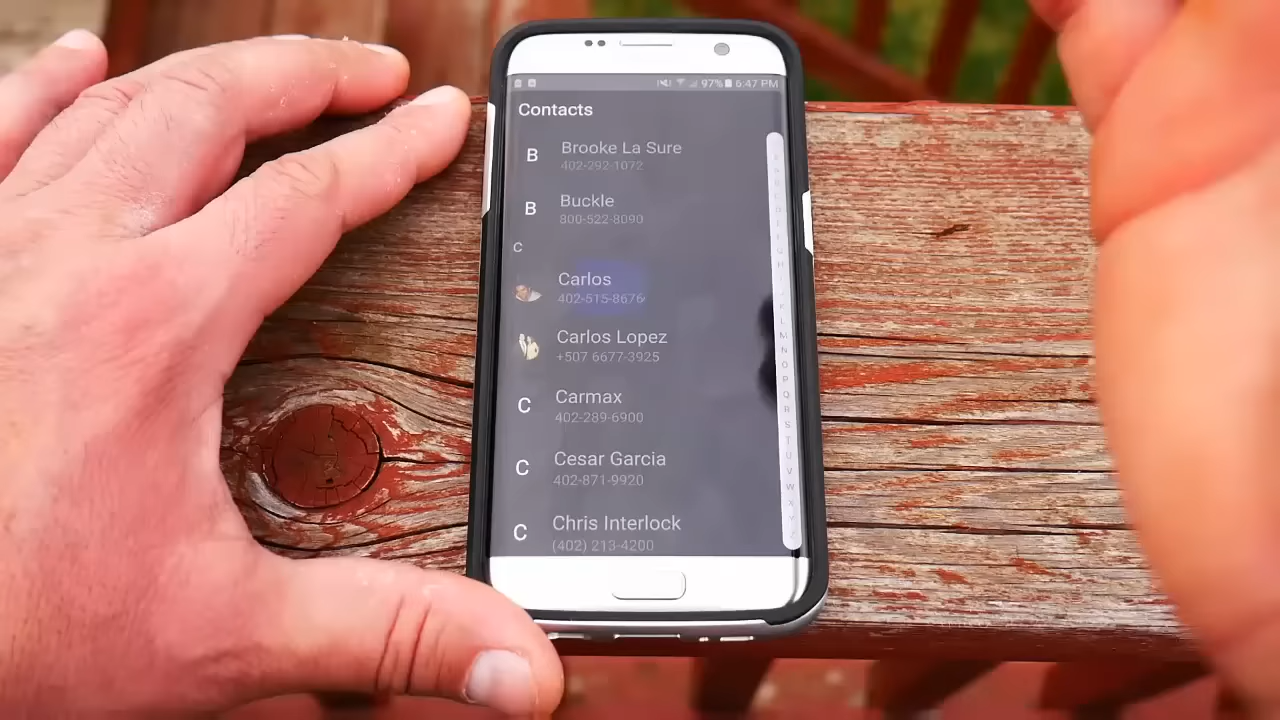 97% 6:47 PM
Contacts
B
Brooke La Sure
402-292-1072
B
Buckle
800-522-8090
C
Carlos
402-515-8676
Carlos Lopez
+507 6677-3925
C
Carmax
402-289-6900
C
Cesar Garcia
402-871-9920
C
Chris Interlock
(402) 213-4200